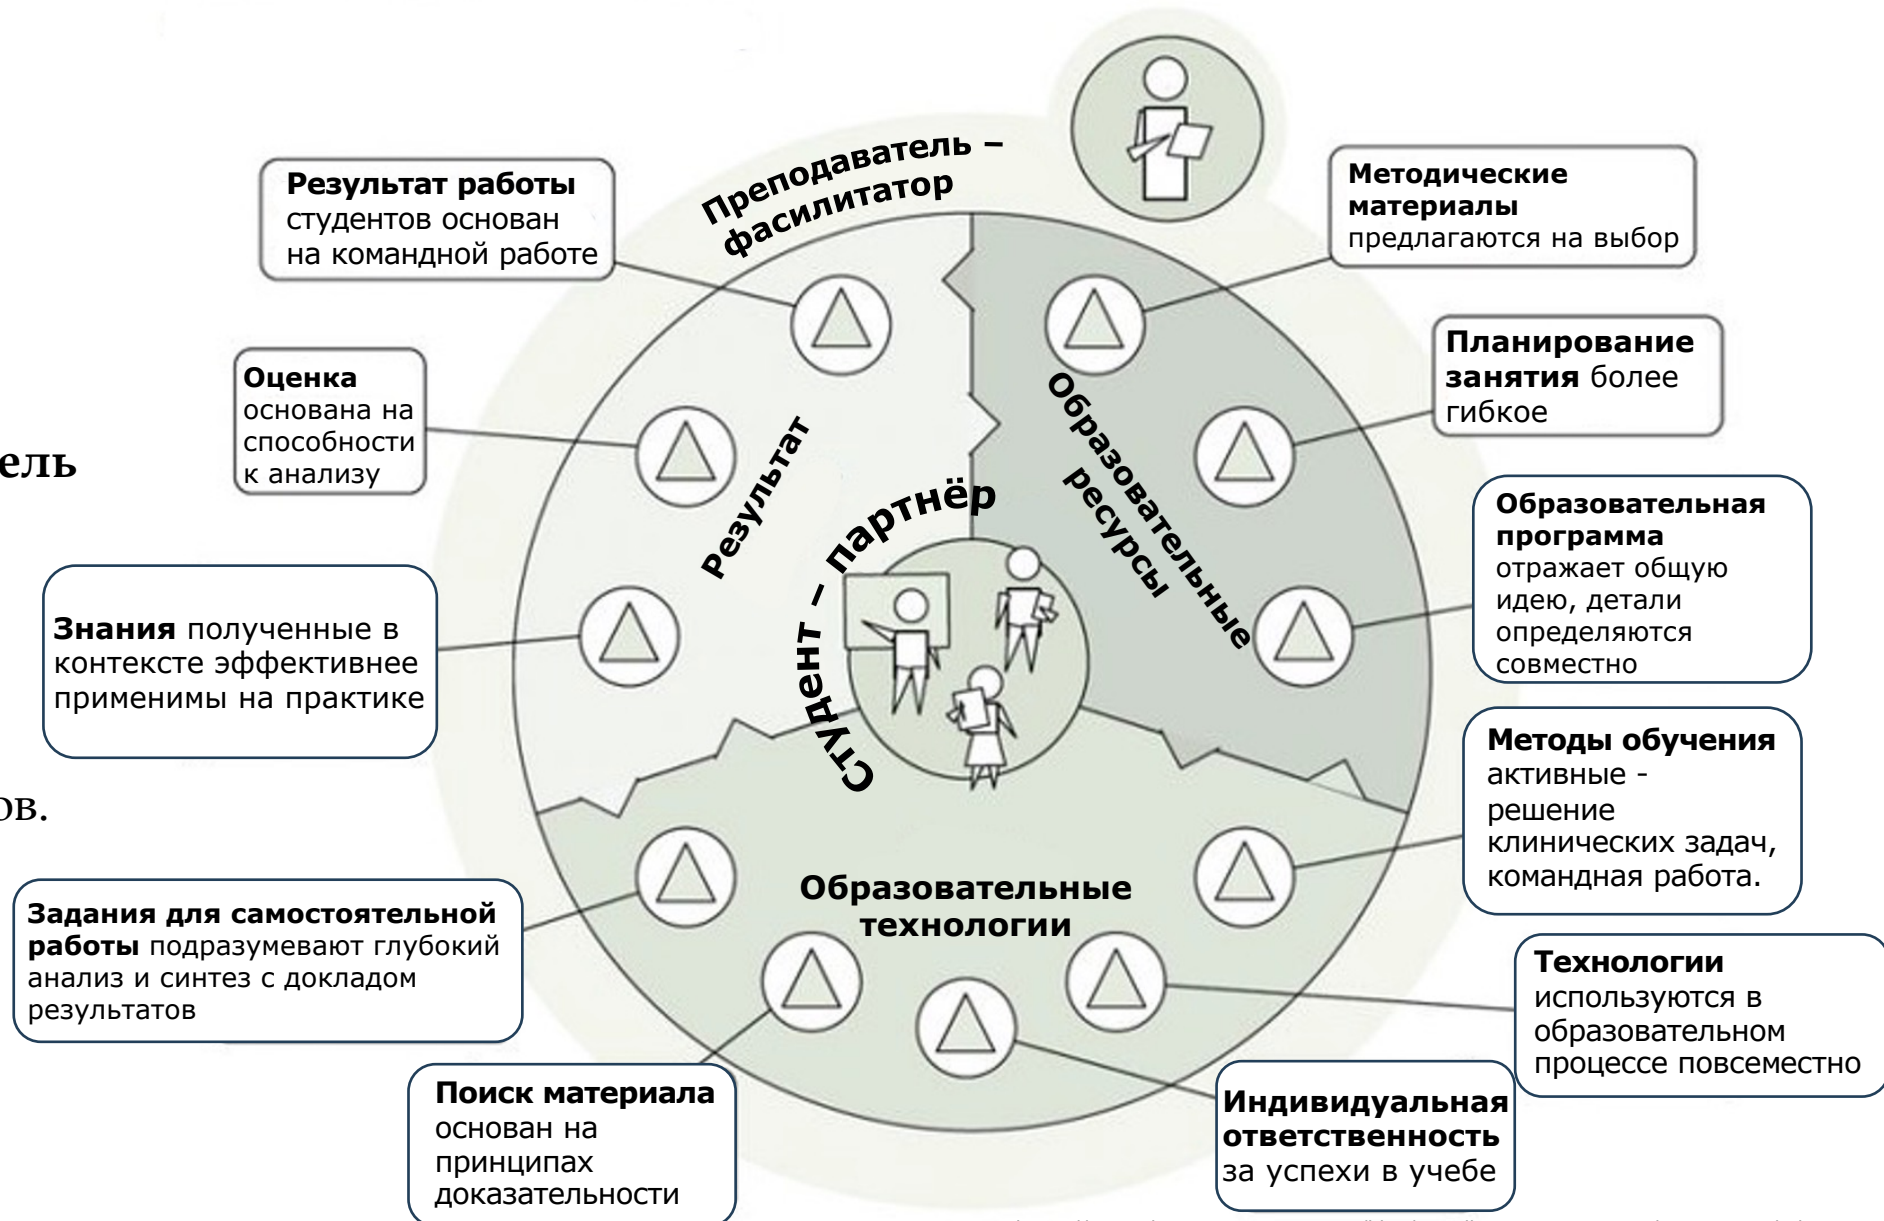 Преподаватель –
фасилитатор
Результат работы
студентов основан
на командной работе
Методические
материалы
предлагаются на выбор
Оценка
основана на
способности
к анализу
Планирование
занятия более
гибкое
ель
Результат
Образовательные
ресурсы
Студент – партнёр
Образовательная
программа
отражает общую
идею, детали
определяются
совместно
Знания полученные в
контексте эффективнее
применимы на практике
Методы обучения
активные -
решение
клинических задач,
командная работа.
ов.
Образовательные
технологии
Задания для самостоятельной
работы подразумевают глубокий
анализ и синтез с докладом
результатов
Технологии
используются в
образовательном
процессе повсеместно
Поиск материала
основан на
принципах
доказательности
Индивидуальная
ответственность
за успехи в учебе